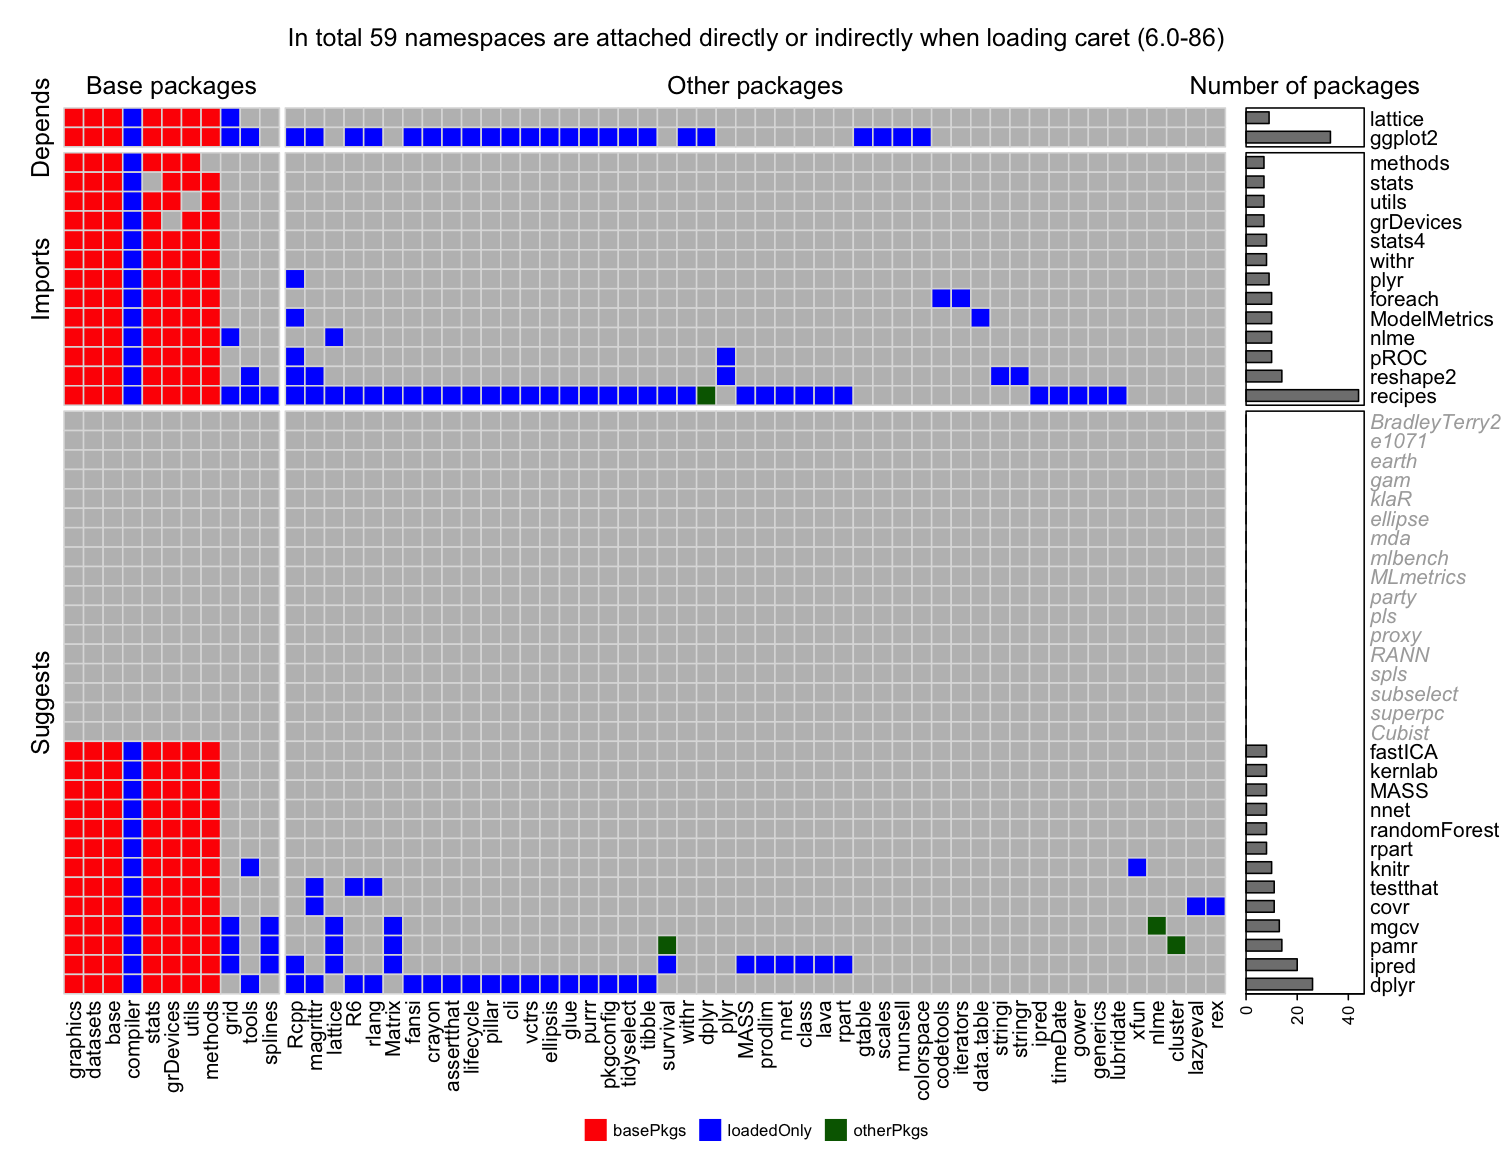 In total 59 namespaces are attached directly or indirectly when loading caret (6.0-86)
Base packages
Other packages
Number of packages
Depends
lattice
ggplot2
Imports
methods
stats
utils
grDevices
stats4
withr
plyr
foreach
ModelMetrics
nlme
pROC
reshape2
recipes
Suggests
BradleyTerry2
e1071
earth
gam
klaR
ellipse
mda
mlbench
MLmetrics
party
pls
proxy
RANN
spls
subselect
superpc
Cubist
fastICA
kernlab
MASS
nnet
randomForest
rpart
knitr
testthat
covr
mgcv
pamr
ipred
dplyr
graphics
datasets
base
compiler
stats
grDevices
utils
methods
grid
tools
splines
Rcpp
magrittr
lattice
R6
rlang
Matrix
fansi
crayon
assertthat
lifecycle
pillar
cli
vctrs
ellipsis
glue
purrr
pkgconfig
tidyselect
tibble
survival
withr
dplyr
plyr
MASS
prodlim
nnet
class
lava
rpart
gtable
scales
munsell
colorspace
codetools
iterators
data.table
stringi
stringr
ipred
timeDate
gower
generics
lubridate
xfun
nlme
cluster
lazyeval
rex
0
20
40
basePkgs
loadedOnly
otherPkgs